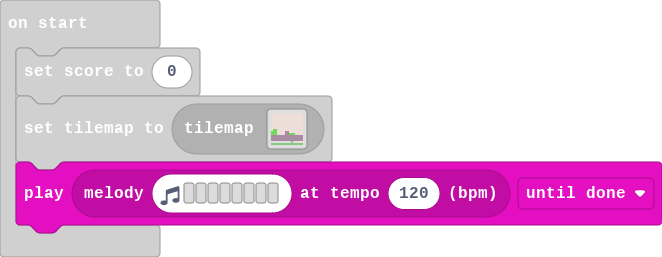 on start
set score to 0
set tilemap to tilemap
play melody at tempo 120 (bpm) until done